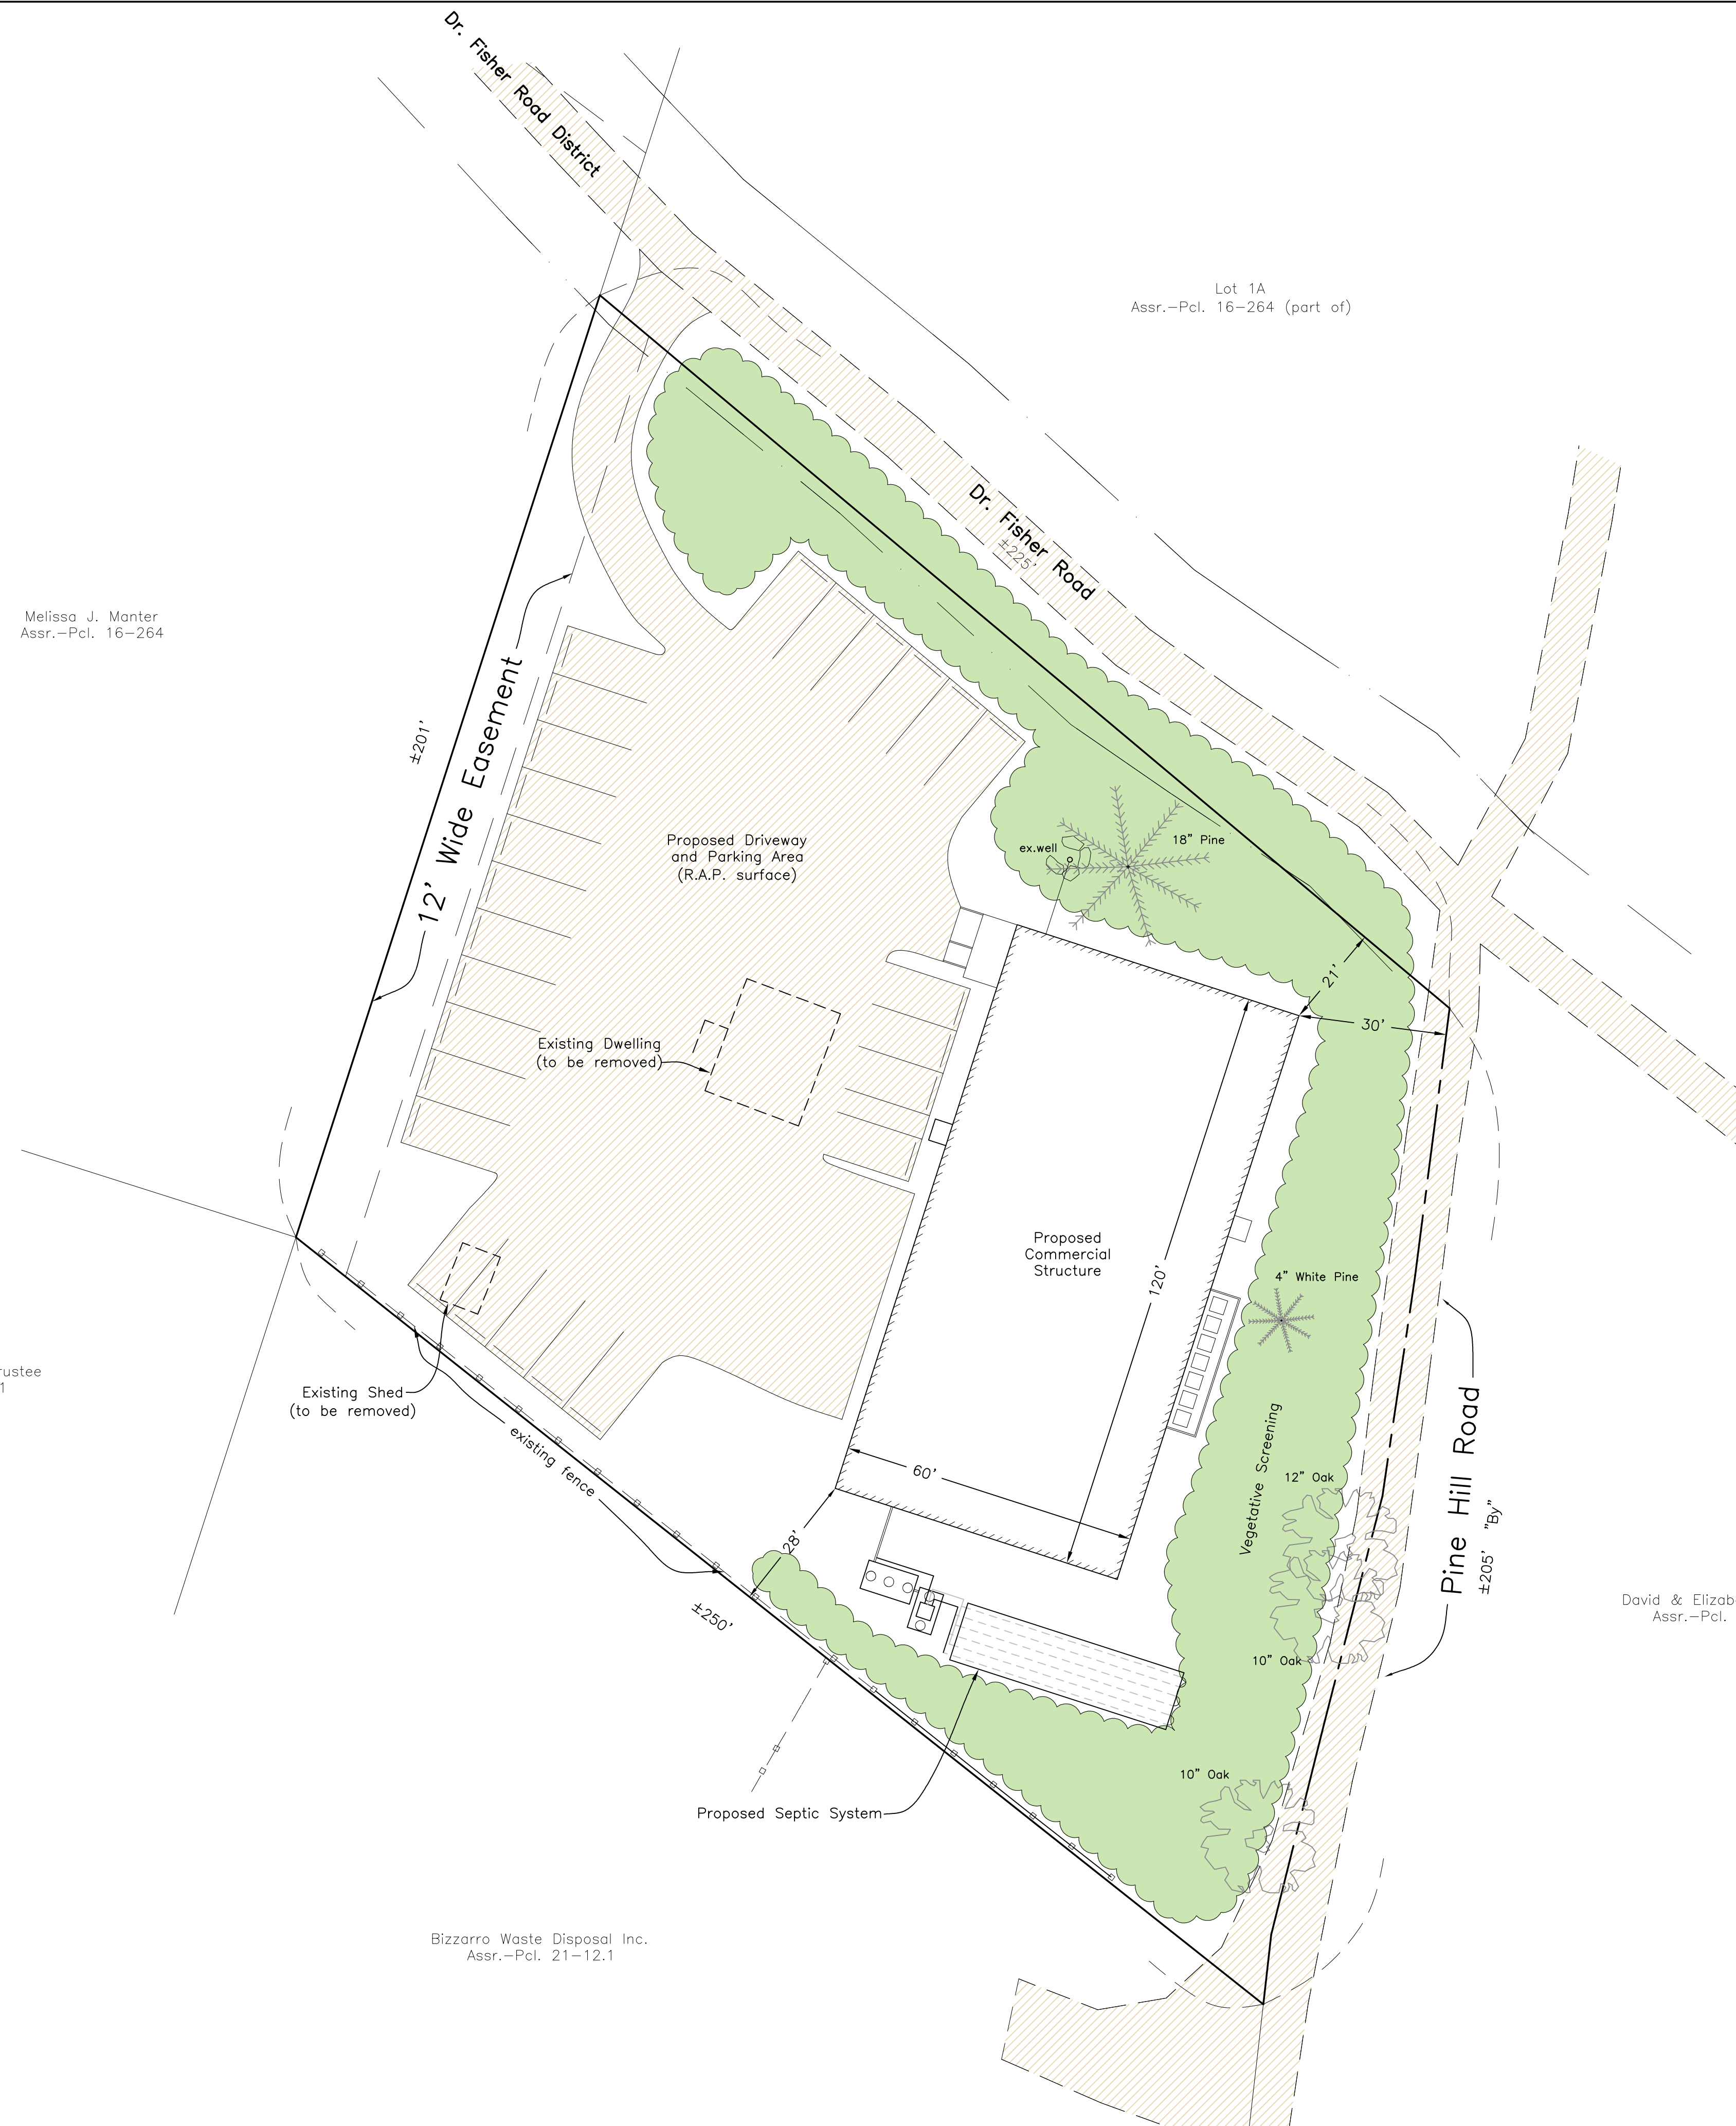 Dr. Fisher Road District
Lot 1A
Assr.-Pcl. 16-264 (part of)
Dr. Fisher Road
±225'
Melissa J. Manter
Assr.-Pcl. 16-264
12' Wide Easement
±201'
Proposed Driveway
and Parking Area
(R.A.P. surface)
ex.well
18" Pine
21'
30'
Existing Dwelling
(to be removed)
Proposed
Commercial
Structure
120'
4" White Pine
Existing Shed
(to be removed)
existing fence
60'
Vegetative Screening
12" Oak
Pine Hill Road
±205' "By"
28'
±250'
10" Oak
10" Oak
Proposed Septic System
David & Elizab
Assr.-Pcl.
rustee
1
Bizzarro Waste Disposal Inc.
Assr.-Pcl. 21-12.1